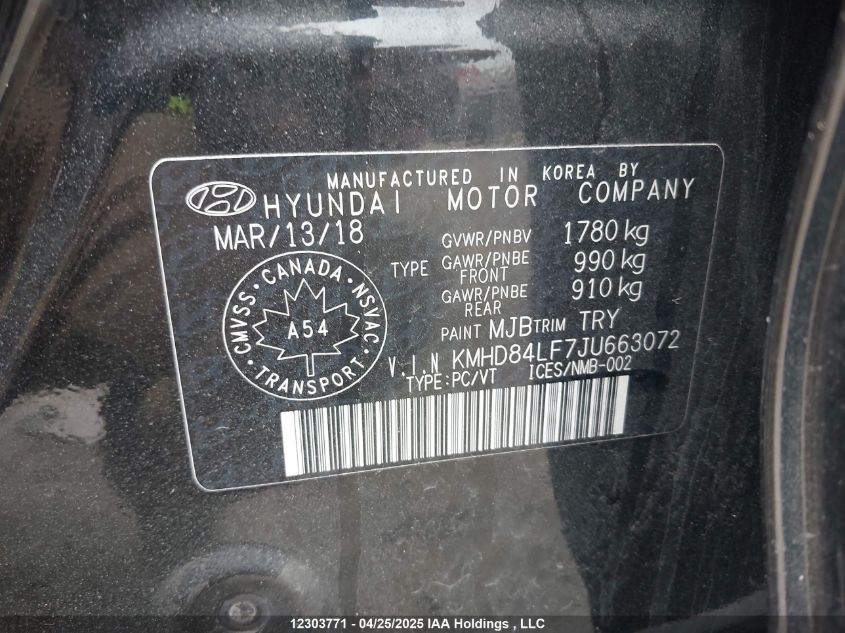 MANUFACTURED IN KOREA BY
HYUNDAI MOTOR COMPANY
MAR/13/18
GVWR/PNBV 1780 kg
TYPE GAWR/PNBE FRONT 990 kg
GAWR/PNBE REAR 910 kg
PAINT MJB TRIM TRY
V.I.N KMHD84LF7JU663072
TYPE:PC/VT ICES/NMB-002
CMVSS · CANADA · NSVAC · TRANSPORT ·
A54
12303771 - 04/25/2025 IAA Holdings , LLC